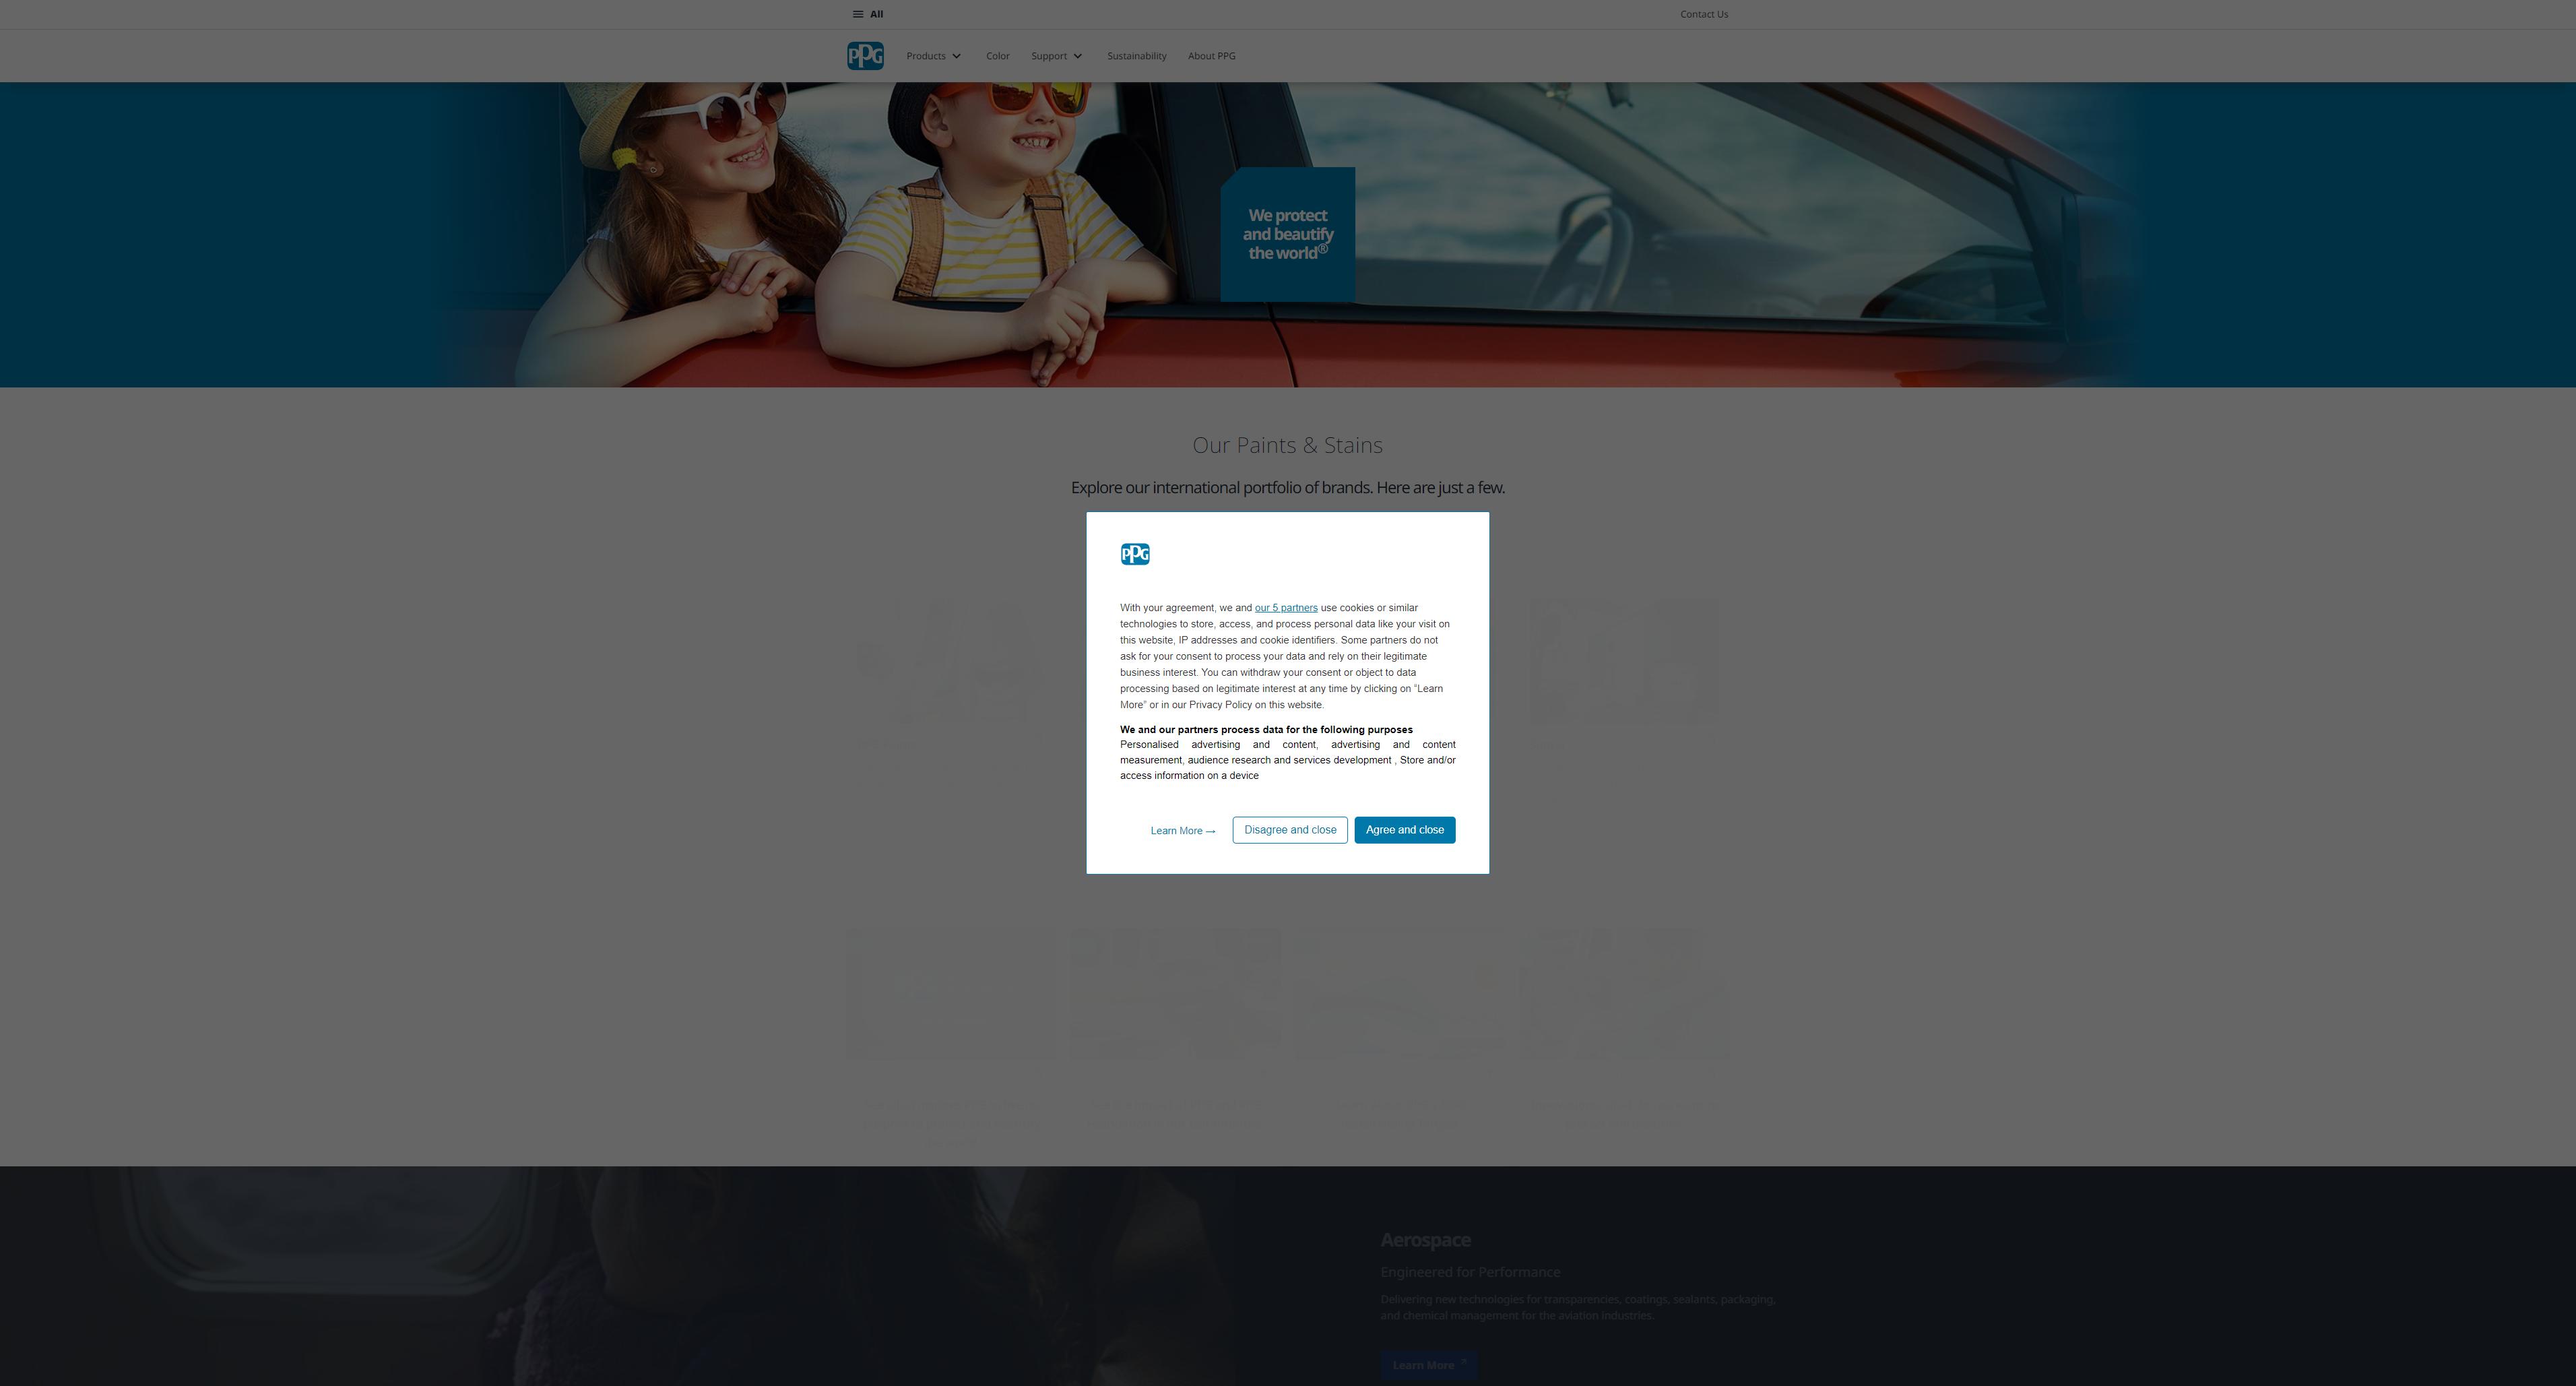 All
Contact Us
PPG
Products
Color
Support
Sustainability
About PPG
We protect
and beautify
the world®
Our Paints & Stains
Explore our international portfolio of brands. Here are just a few.
PPG
With your agreement, we and our 5 partners use cookies or similar
technologies to store, access, and process personal data like your visit on
this website, IP addresses and cookie identifiers. Some partners do not
ask for your consent to process your data and rely on their legitimate
business interest. You can withdraw your consent or object to data
processing based on legitimate interest at any time by clicking on “Learn
More” or in our Privacy Policy on this website.
We and our partners process data for the following purposes
Personalised advertising and content, advertising and content
measurement, audience research and services development , Store and/or
access information on a device
Learn More →
Disagree and close
Agree and close
Aerospace
Engineered for Performance
Delivering new technologies for transparencies, coatings, sealants, packaging,
and chemical management for the aviation industries.
Learn More